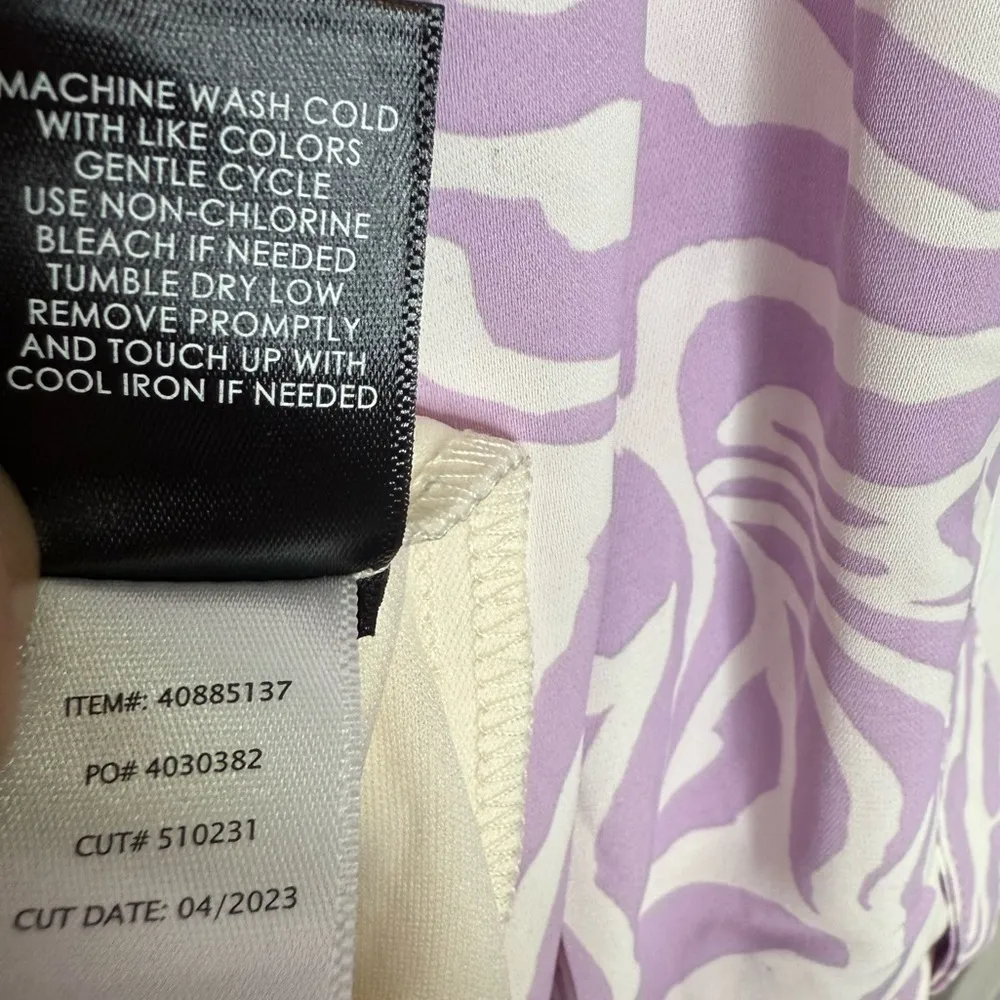 MACHINE WASH COLD
WITH LIKE COLORS
GENTLE CYCLE
USE NON-CHLORINE
BLEACH IF NEEDED
TUMBLE DRY LOW
REMOVE PROMPTLY
AND TOUCH UP WITH
COOL IRON IF NEEDED
ITEM#: 40885137
PO# 4030382
CUT# 510231
CUT DATE: 04/2023